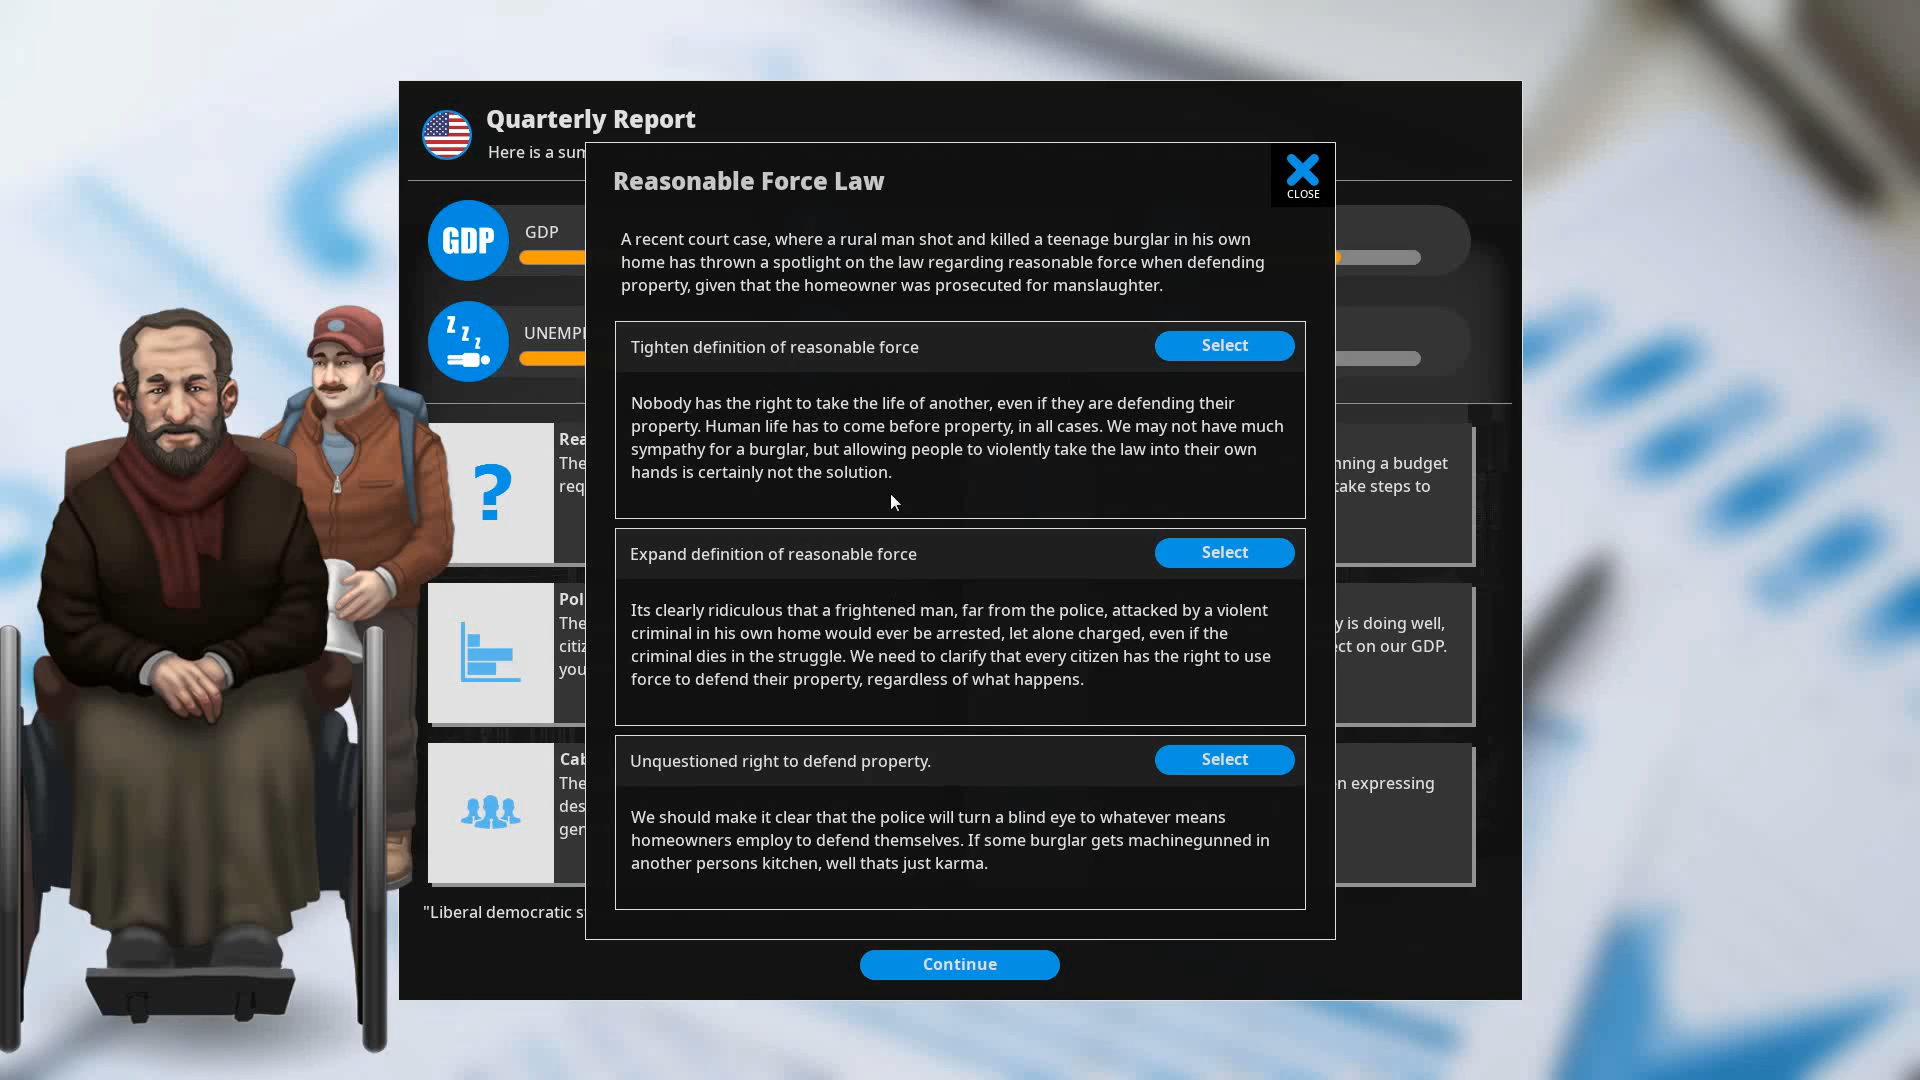 Quarterly Report
Here is a sum
Reasonable Force Law
CLOSE
A recent court case, where a rural man shot and killed a teenage burglar in his own
home has thrown a spotlight on the law regarding reasonable force when defending
property, given that the homeowner was prosecuted for manslaughter.
GDP
GDP
Z
Z
Z
Tighten definition of reasonable force
Select
Nobody has the right to take the life of another, even if they are defending their
property. Human life has to come before property, in all cases. We may not have much
sympathy for a burglar, but allowing people to violently take the law into their own
hands is certainly not the solution.
?
The
nning a budget
take steps to
Expand definition of reasonable force
Select
Its clearly ridiculous that a frightened man, far from the police, attacked by a violent
criminal in his own home would ever be arrested, let alone charged, even if the
criminal dies in the struggle. We need to clarify that every citizen has the right to use
force to defend their property, regardless of what happens.
Pol
The
citiz
you
y is doing well,
ect on our GDP.
Unquestioned right to defend property.
Select
We should make it clear that the police will turn a blind eye to whatever means
homeowners employ to defend themselves. If some burglar gets machinegunned in
another persons kitchen, well thats just karma.
Cab
The
des
gen
n expressing
"Liberal democratic s
Continue